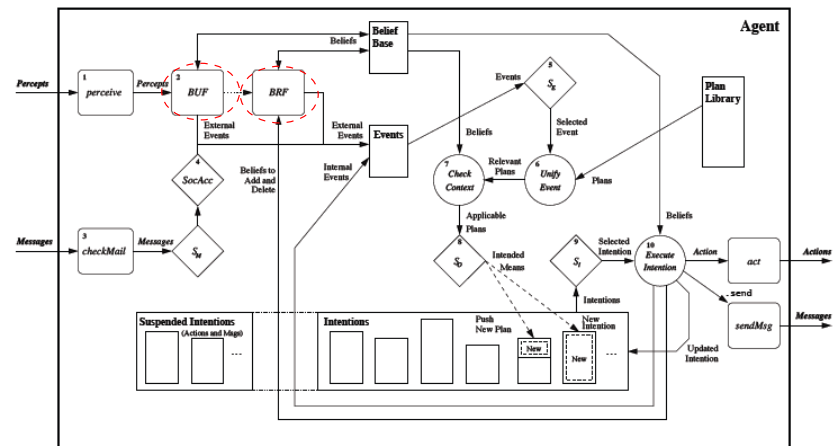 Agent
Belief
Base
Beliefs
1
perceive
Percepts
Percepts
2
BUF
BRF
5
S_E
Events
Plan
Library
External
Events
External
Events
Events
Selected
Event
4
SocAcc
Beliefs to
Add and
Delete
Internal
Events
Beliefs
7
Check
Context
Relevant
Plans
6
Unify
Event
Plans
3
checkMail
Messages
Messages
S_M
Applicable
Plans
8
S_O
Intended
Means
9
S_I
Selected
Intention
Beliefs
10
Execute
Intention
Action
act
Actions
.send
sendMsg
Messages
Intentions
Suspended Intentions
(Actions and Msgs)
...
Intentions
Push
New Plan
New
Intention
New
New
...
Updated
Intention